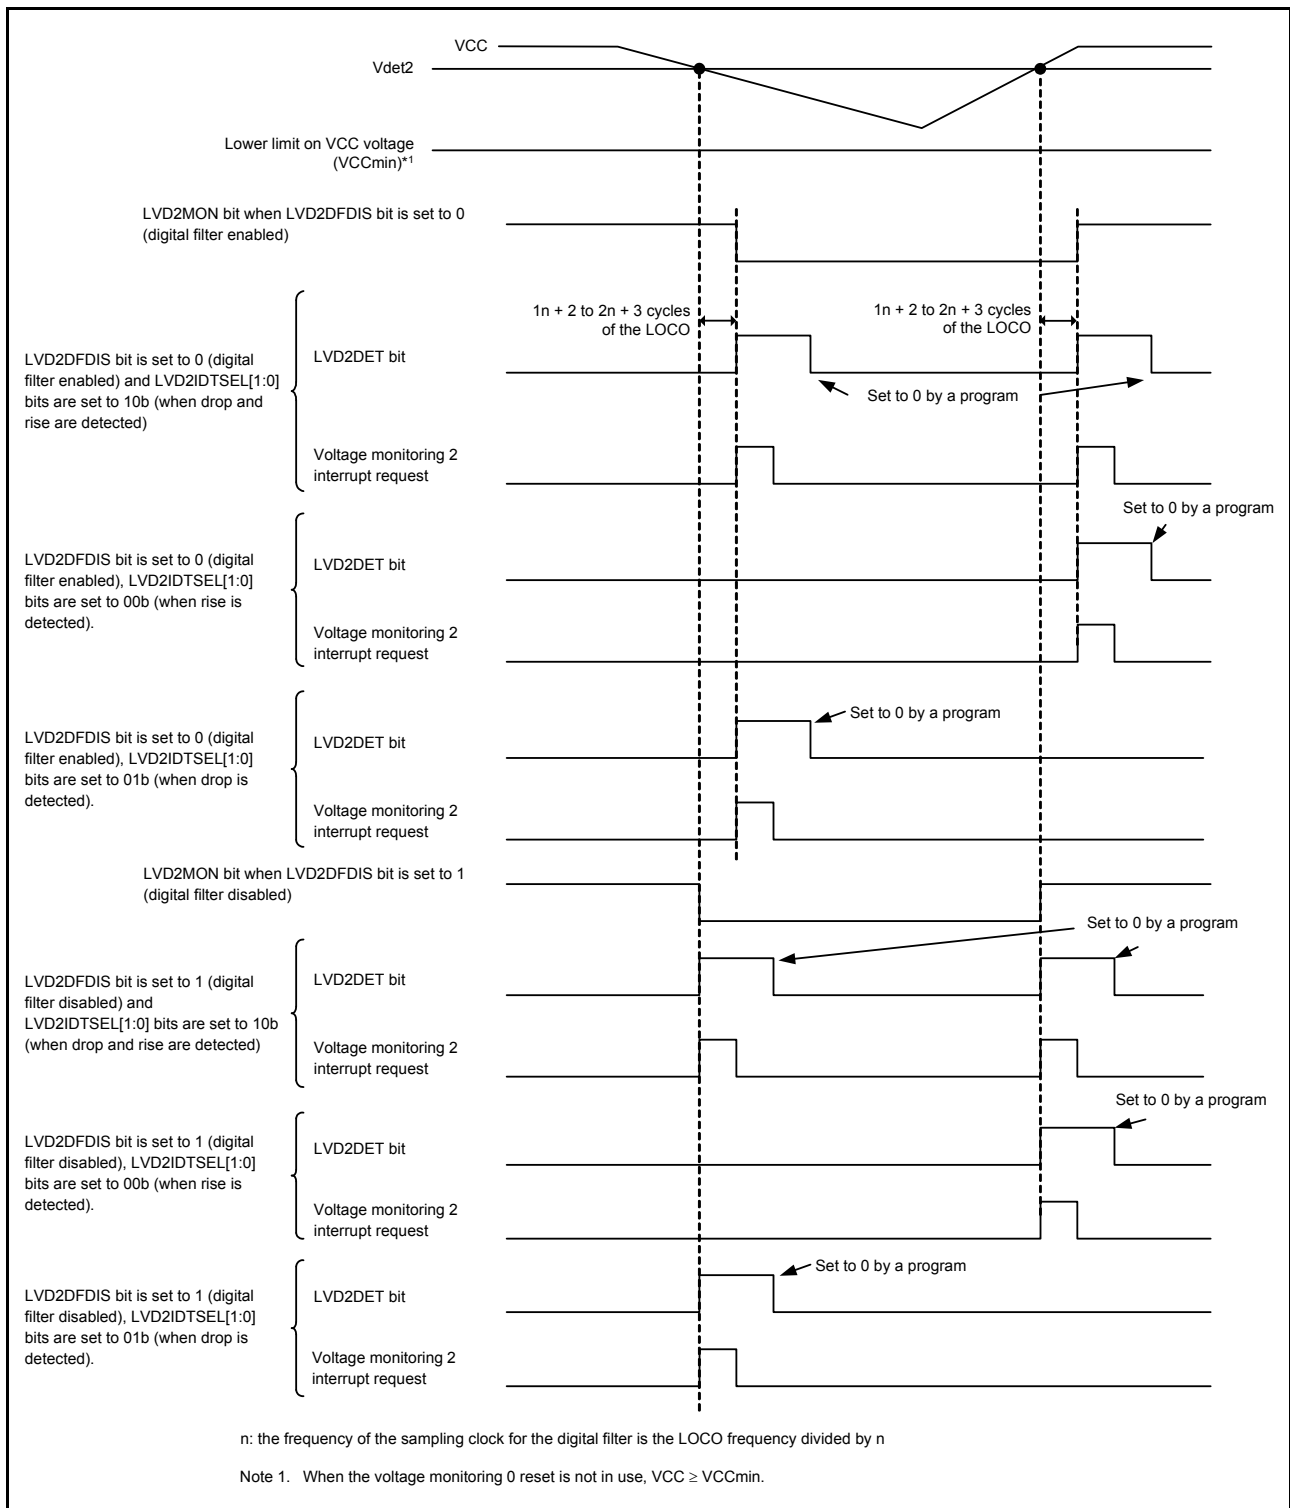 VCC
Vdet2
Lower limit on VCC voltage
(VCCmin)*1
LVD2MON bit when LVD2DFDIS bit is set to 0
(digital filter enabled)
LVD2DFDIS bit is set to 0 (digital
filter enabled) and LVD2IDTSEL[1:0]
bits are set to 10b (when drop and
rise are detected)
LVD2DET bit
1n + 2 to 2n + 3 cycles
of the LOCO
1n + 2 to 2n + 3 cycles
of the LOCO
Set to 0 by a program
Voltage monitoring 2
interrupt request
Set to 0 by a program
LVD2DFDIS bit is set to 0 (digital
filter enabled), LVD2IDTSEL[1:0]
bits are set to 00b (when rise is
detected).
LVD2DET bit
Voltage monitoring 2
interrupt request
LVD2DFDIS bit is set to 0 (digital
filter enabled), LVD2IDTSEL[1:0]
bits are set to 01b (when drop is
detected).
LVD2DET bit
Set to 0 by a program
Voltage monitoring 2
interrupt request
LVD2MON bit when LVD2DFDIS bit is set to 1
(digital filter disabled)
Set to 0 by a program
LVD2DFDIS bit is set to 1 (digital
filter disabled) and
LVD2IDTSEL[1:0] bits are set to 10b
(when drop and rise are detected)
LVD2DET bit
Voltage monitoring 2
interrupt request
Set to 0 by a program
LVD2DFDIS bit is set to 1 (digital
filter disabled), LVD2IDTSEL[1:0]
bits are set to 00b (when rise is
detected).
LVD2DET bit
Voltage monitoring 2
interrupt request
LVD2DFDIS bit is set to 1 (digital
filter disabled), LVD2IDTSEL[1:0]
bits are set to 01b (when drop is
detected).
LVD2DET bit
Set to 0 by a program
Voltage monitoring 2
interrupt request
n: the frequency of the sampling clock for the digital filter is the LOCO frequency divided by n
Note 1. When the voltage monitoring 0 reset is not in use, VCC ≥ VCCmin.